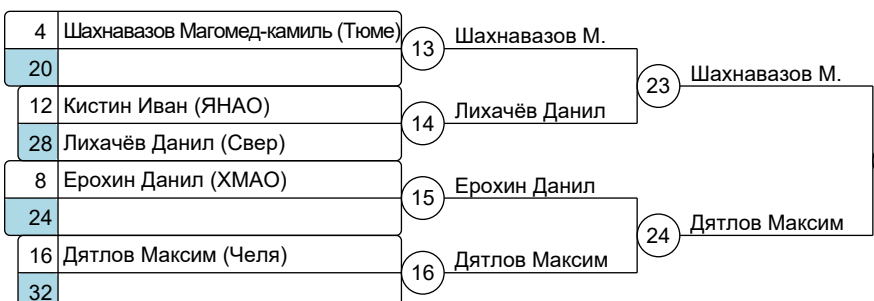 4 Шахнавазов Магомед-камиль (Тюме)
13 Шахнавазов М.
20
23 Шахнавазов М.
12 Кистин Иван (ЯНАО)
14 Лихачёв Данил
28 Лихачёв Данил (Свер)
8 Ерохин Данил (ХМАО)
15 Ерохин Данил
24
24 Дятлов Максим
16 Дятлов Максим (Челя)
16 Дятлов Максим
32